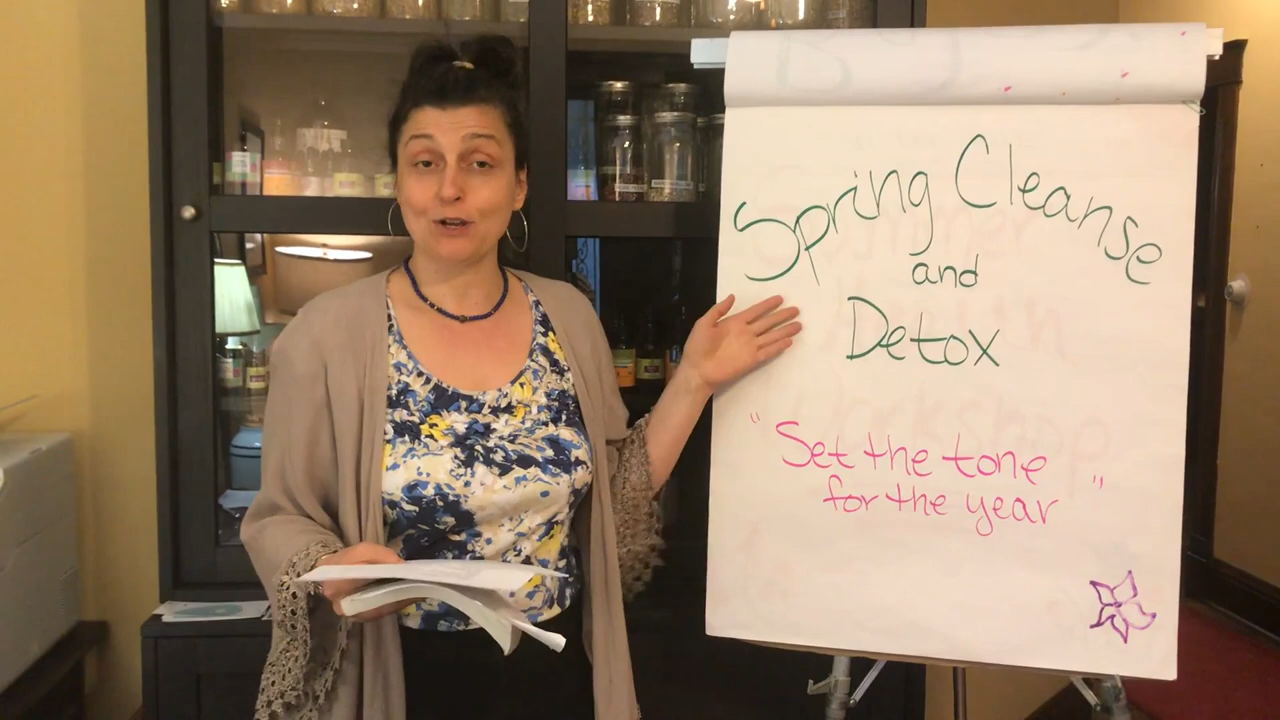 Spring Cleanse
and
Detox
"Set the tone
for the year"